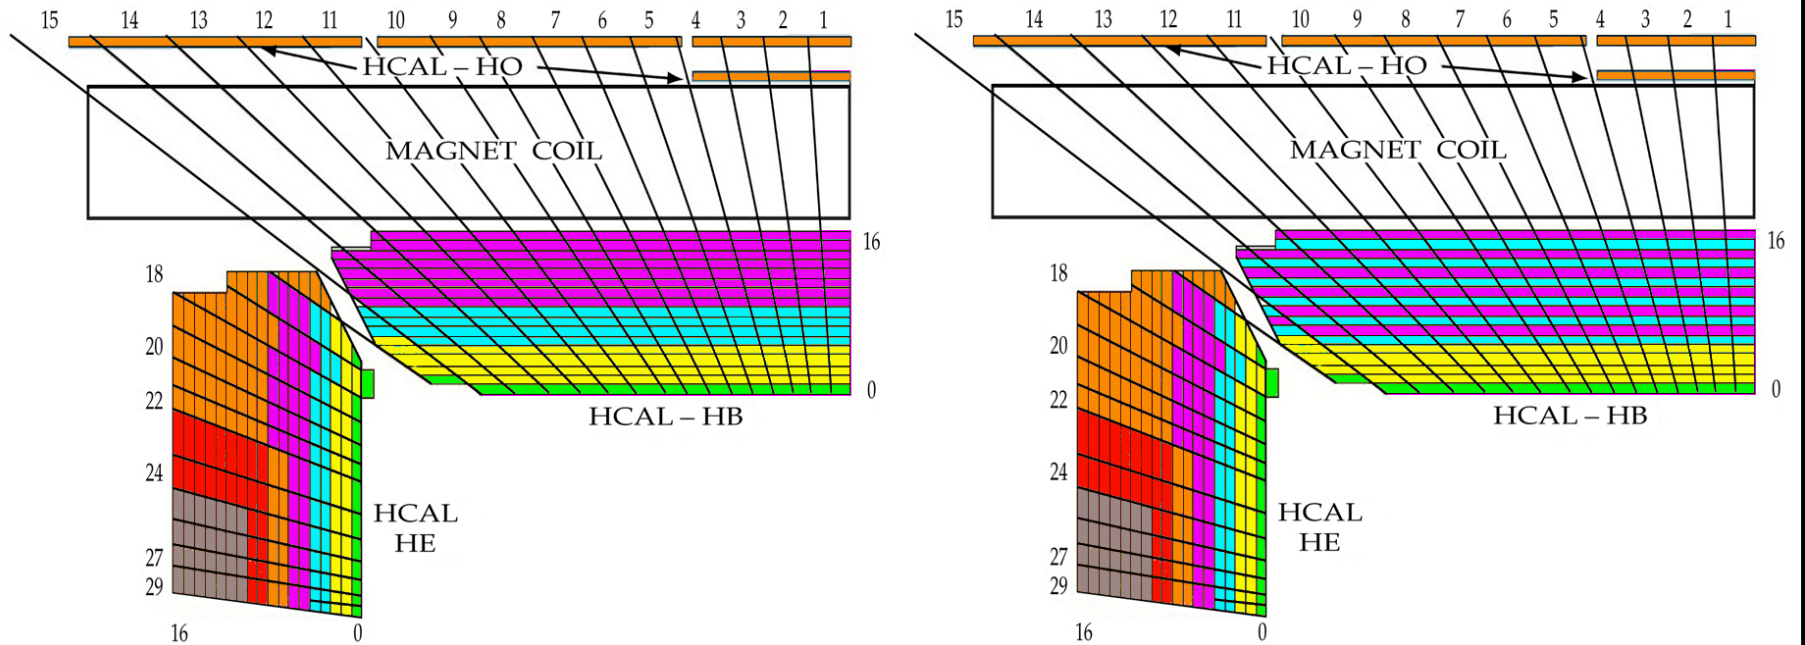 15 14 13 12 11 10 9 8 7 6 5 4 3 2 1
HCAL – HO
MAGNET COIL
16
18
20
22
24
27
29
0
HCAL – HB
HCAL
HE
16 0
15 14 13 12 11 10 9 8 7 6 5 4 3 2 1
HCAL – HO
MAGNET COIL
16
18
20
22
24
27
29
0
HCAL – HB
HCAL
HE
16 0